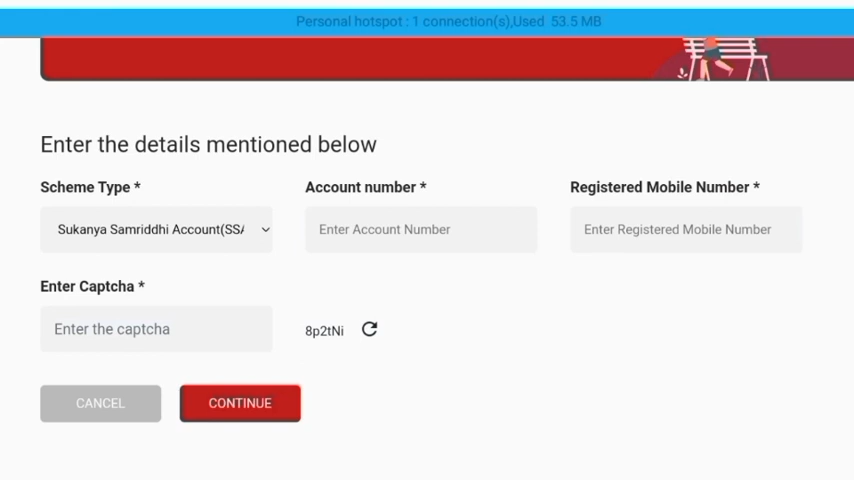 Personal hotspot : 1 connection(s),Used 53.5 MB
Enter the details mentioned below
Scheme Type *
Account number *
Registered Mobile Number *
Sukanya Samriddhi Account(SSA
Enter Account Number
Enter Registered Mobile Number
Enter Captcha *
Enter the captcha
8p2tNi
CANCEL
CONTINUE